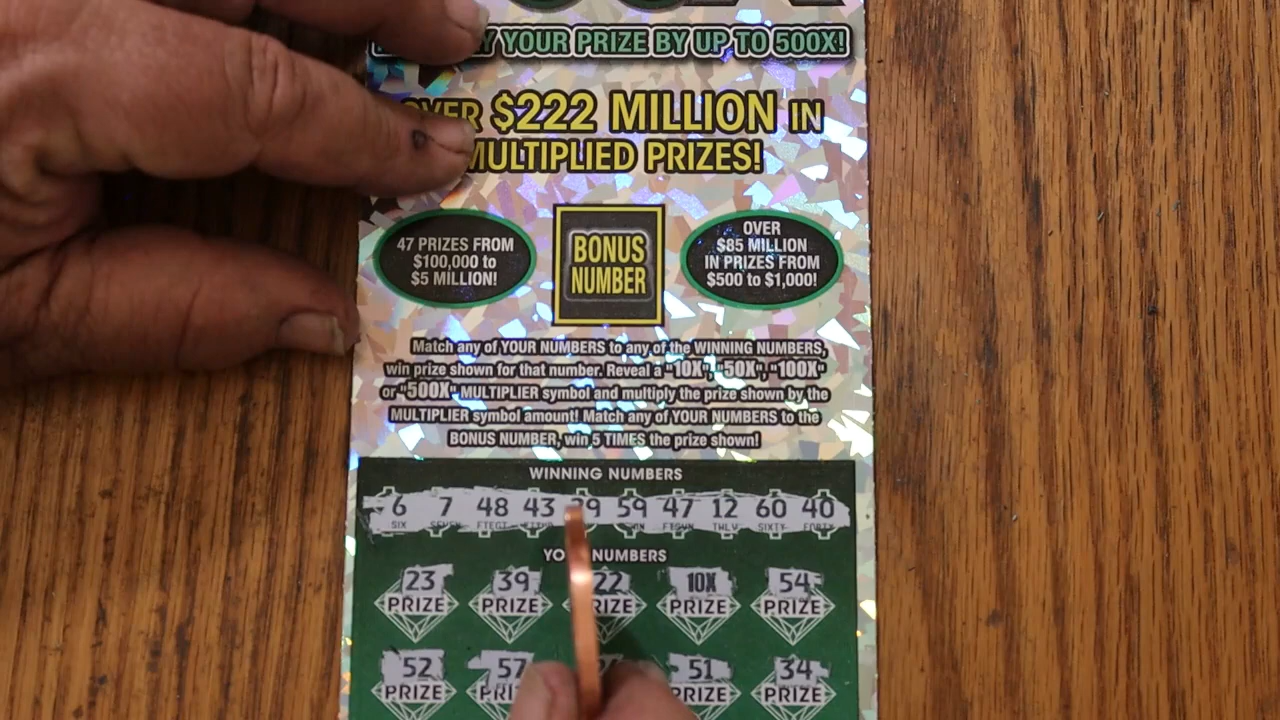 YOUR PRIZE BY UP TO 500X!
$222 MILLION IN
MULTIPLIED PRIZES!
47 PRIZES FROM
$100,000 to
$5 MILLION!
BONUS
NUMBER
OVER
$85 MILLION
IN PRIZES FROM
$500 to $1,000!
Match any of YOUR NUMBERS to any of the WINNING NUMBERS,
win prize shown for that number. Reveal a "10X", "50X", "100X"
or "500X" MULTIPLIER symbol and multiply the prize shown by the
MULTIPLIER symbol amount! Match any of YOUR NUMBERS to the
BONUS NUMBER, win 5 TIMES the prize shown!
WINNING NUMBERS
6 7 48 43 59 47 12 60 40
SIX SEVEN FTEGT TWLV SIXTY FORTY
NUMBERS
23 39 22 10X 54
PRIZE PRIZE PRIZE PRIZE PRIZE
52 57 51 34
PRIZE PRIZE PRIZE